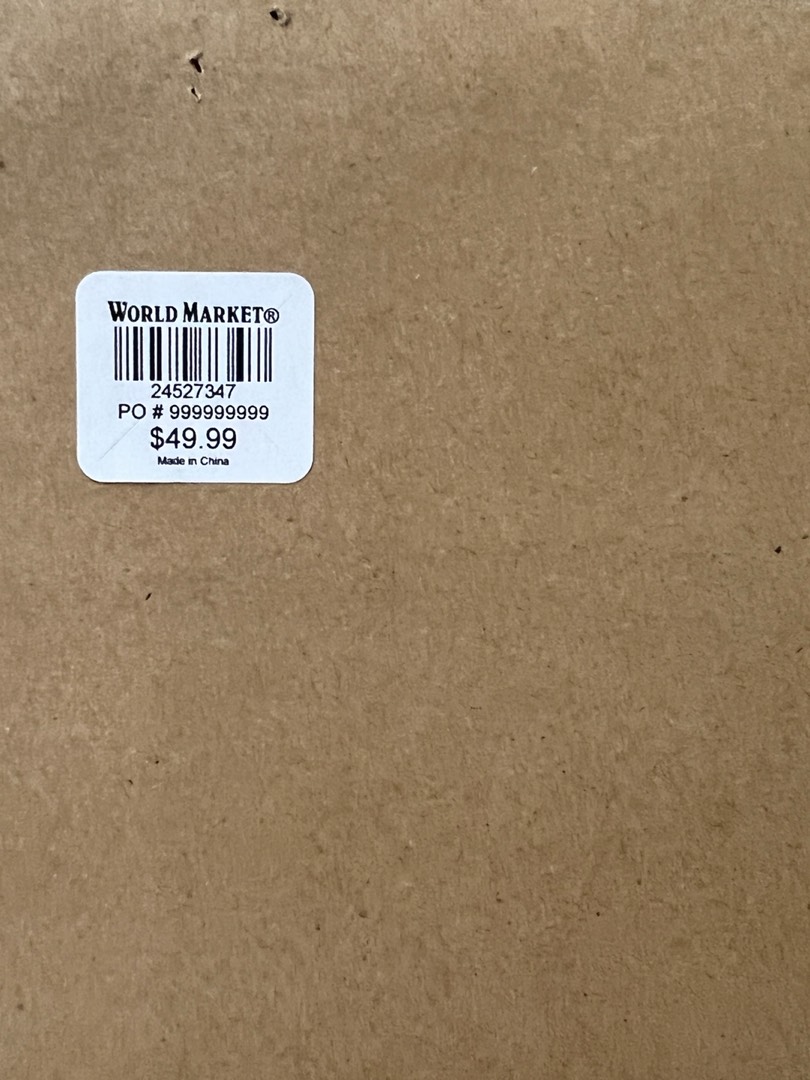 WORLD MARKET®
24527347
PO # 999999999
$49.99
Made in China